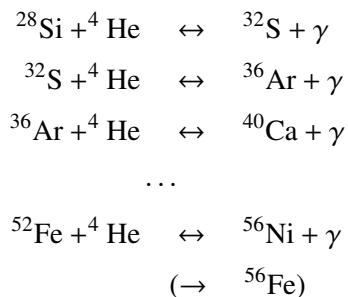 ²⁸Si + ⁴He ↔ ³²S + γ
³²S + ⁴He ↔ ³⁶Ar + γ
³⁶Ar + ⁴He ↔ ⁴⁰Ca + γ
...
⁵²Fe + ⁴He ↔ ⁵⁶Ni + γ
(→ ⁵⁶Fe)